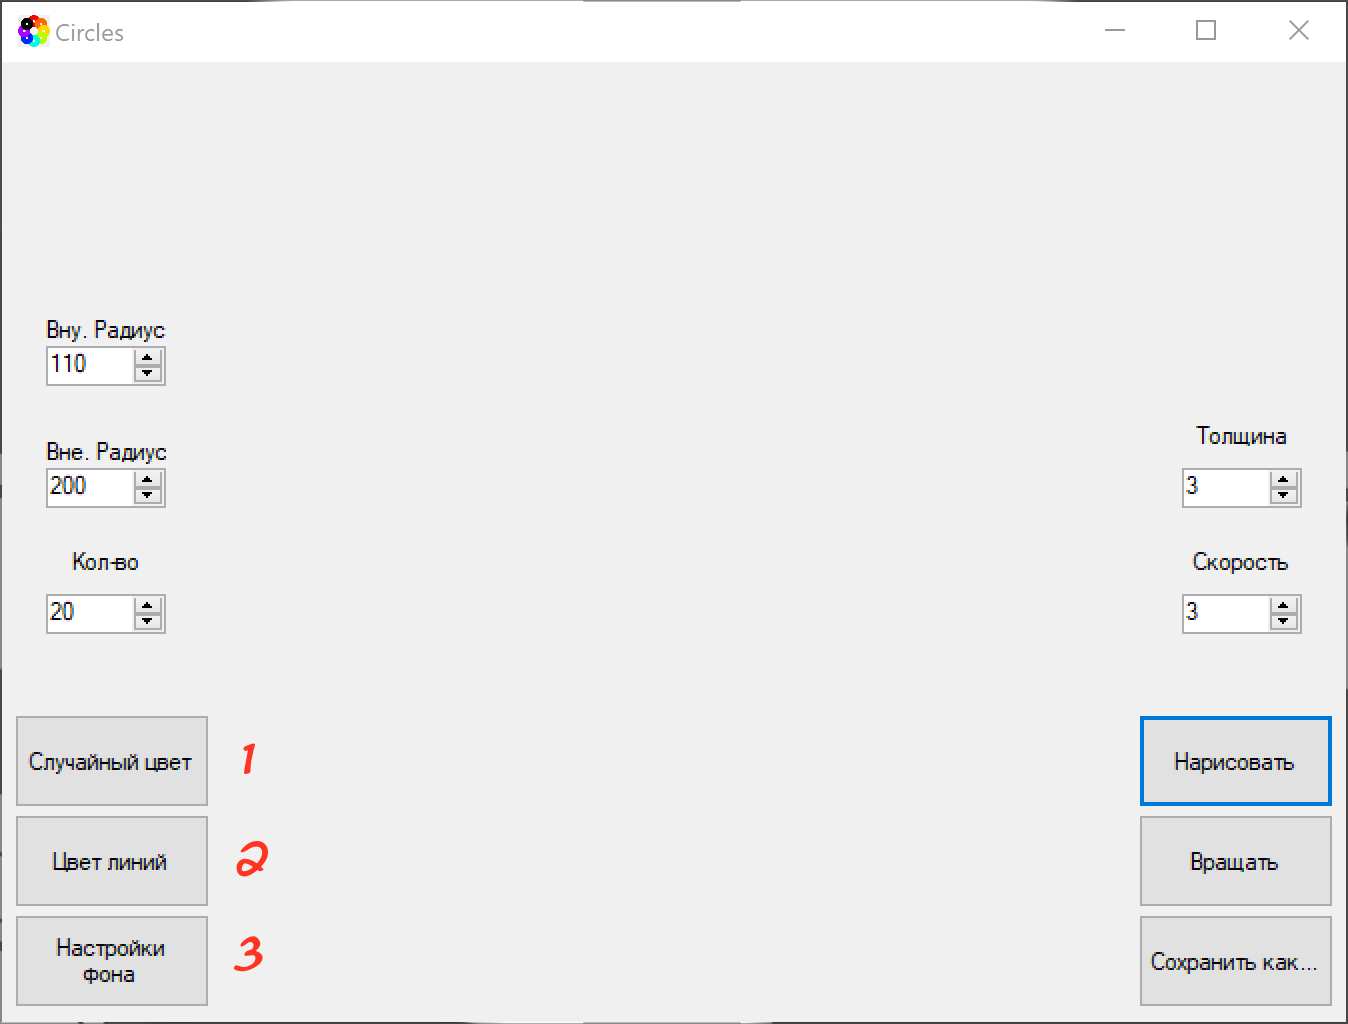 Circles
Вну. Радиус
110
Вне. Радиус
200
Толщина
3
Кол-во
20
Скорость
3
Случайный цвет
1
Нарисовать
Цвет линий
2
Вращать
Настройки
фона
3
Сохранить как...